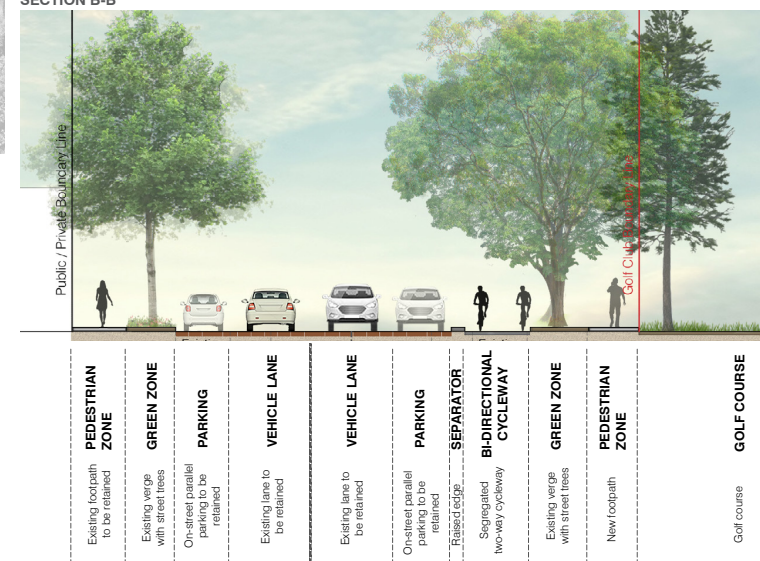 SECTION B-B
Public / Private Boundary Line
Golf Club Boundary Line
PEDESTRIAN
ZONE
GREEN ZONE
PARKING
VEHICLE LANE
VEHICLE LANE
PARKING
SEPARATOR
BI-DIRECTIONAL
CYCLEWAY
GREEN ZONE
PEDESTRIAN
ZONE
GOLF COURSE
Existing footpath
to be retained
Existing verge
with street trees
On-street parallel
parking to be
retained
Existing lane to
be retained
Existing lane to
be retained
On-street parallel
parking to be
retained
Raised edge
Segregated
two-way cycleway
Existing verge
with street trees
New footpath
Golf course